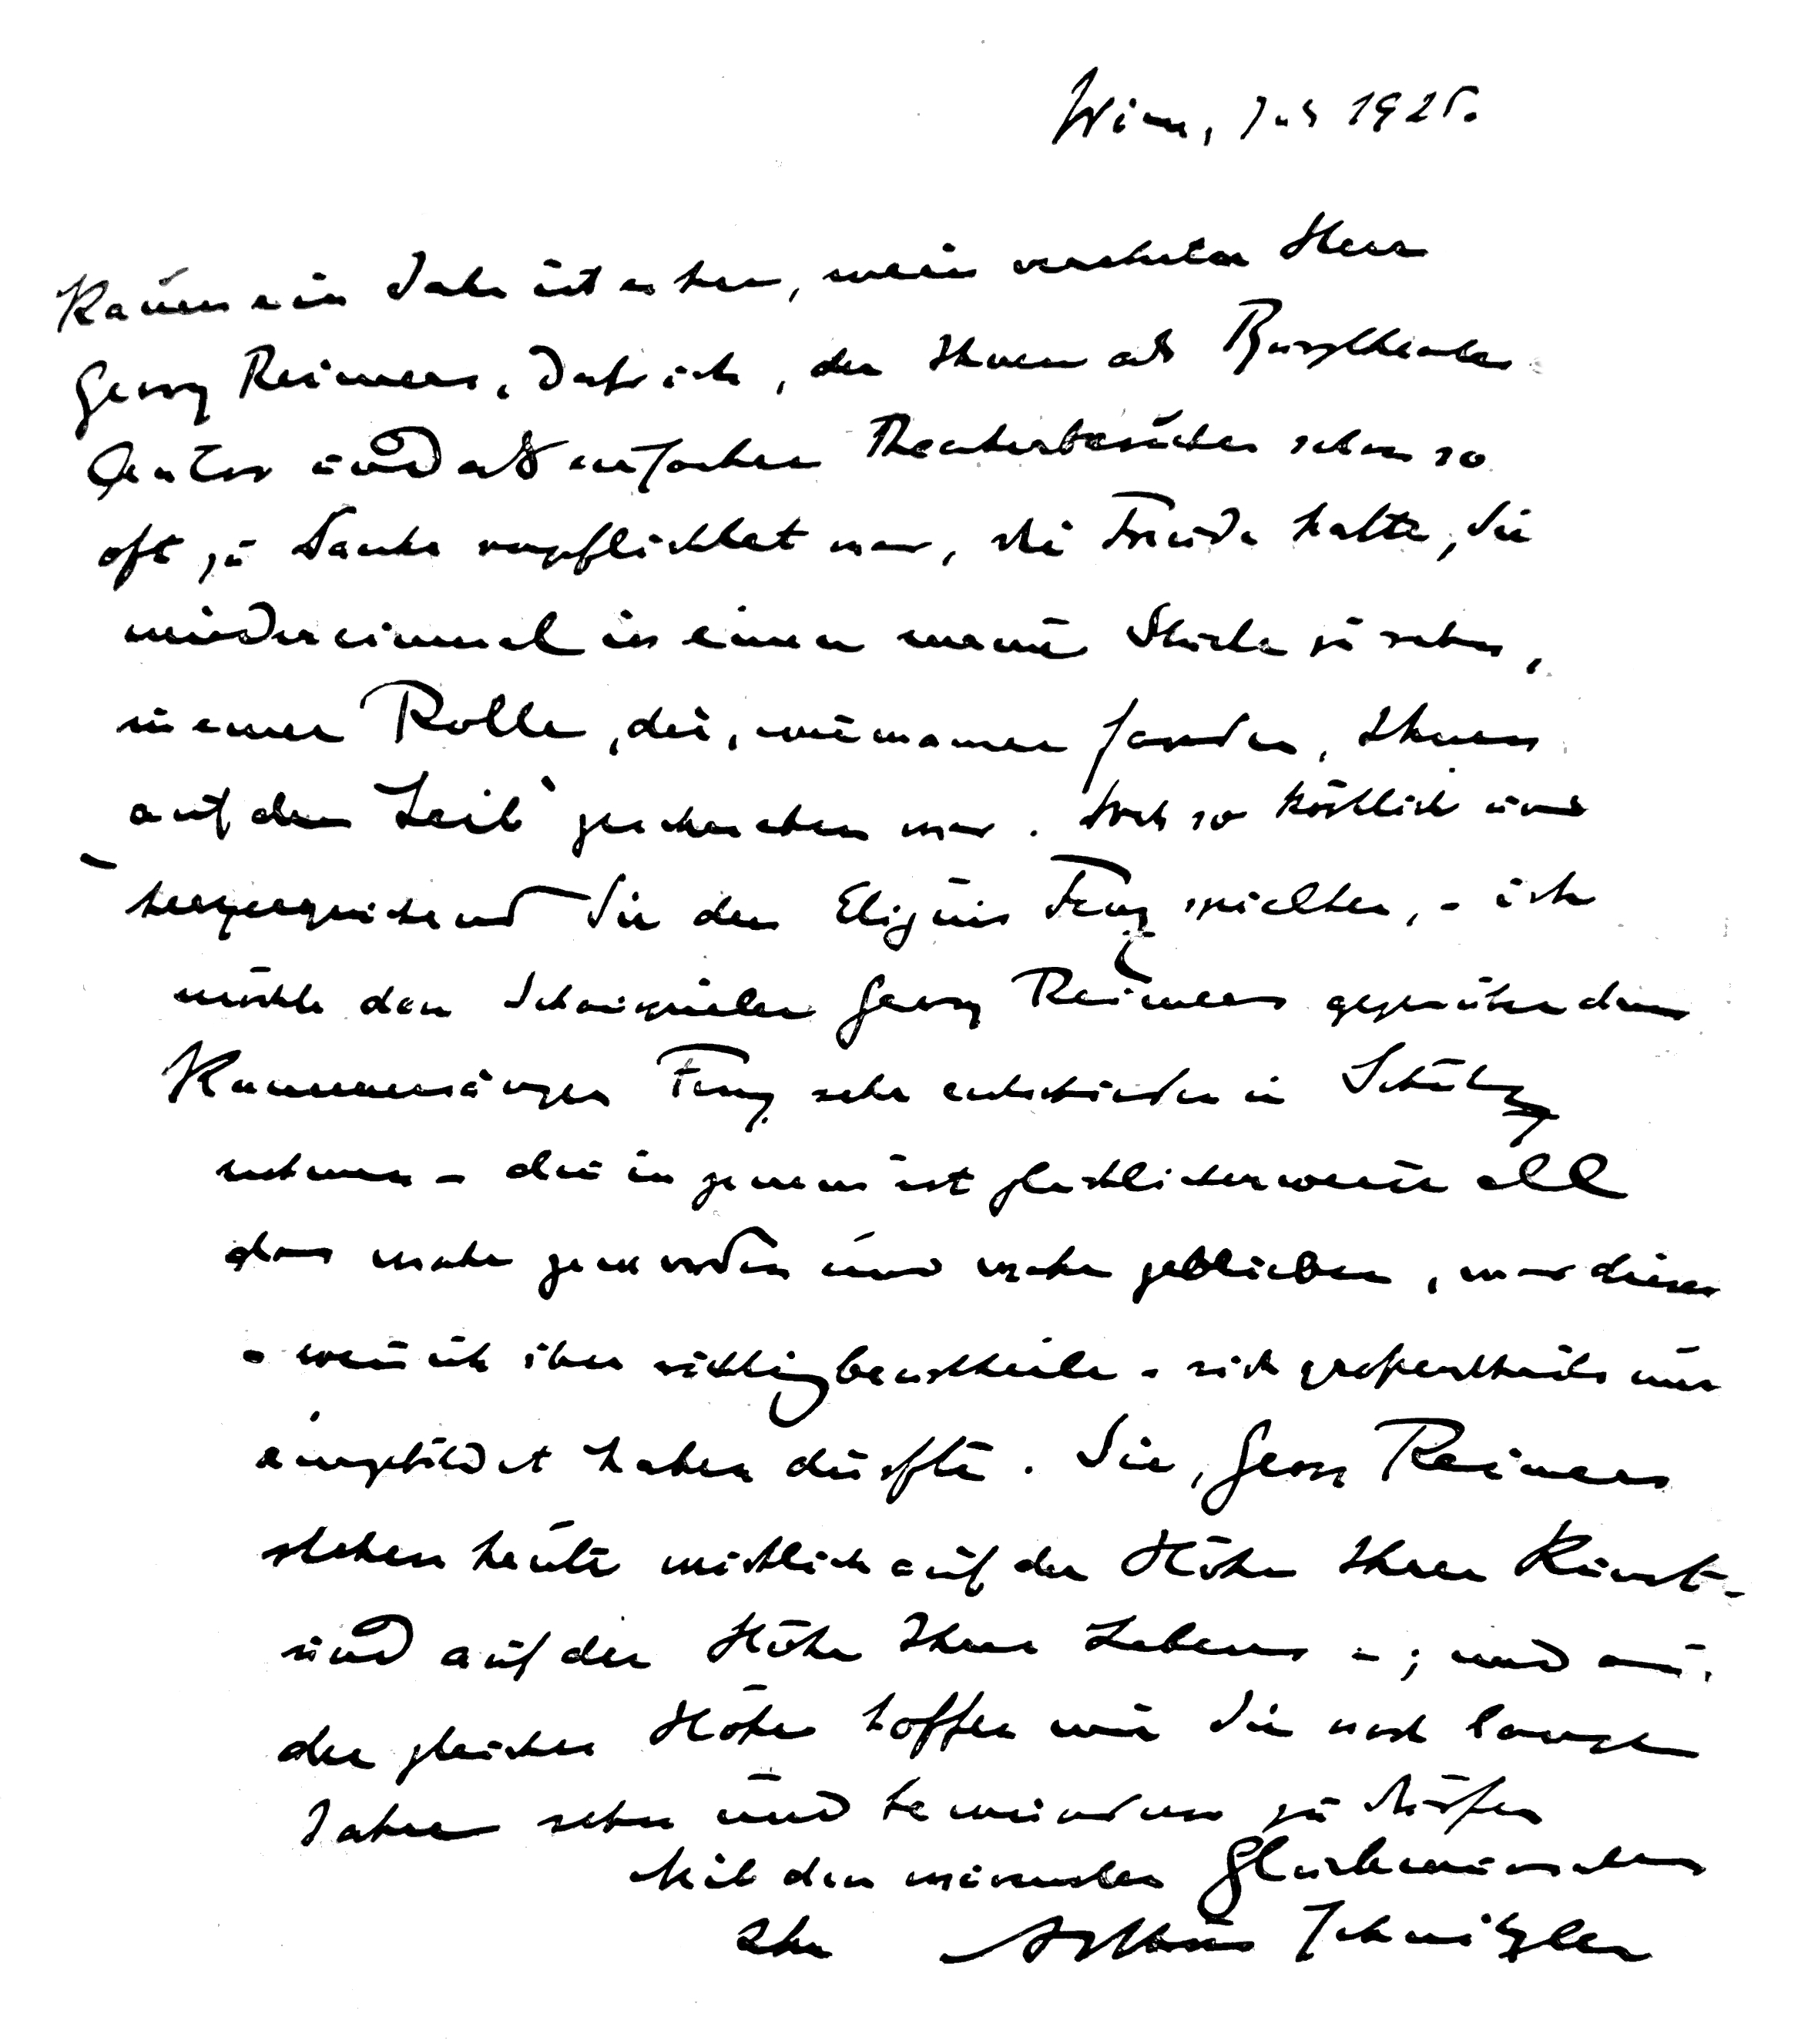 Wien, 1925.
Kaum ein Jahr ist es her, mein verehrter Herr
Georg Reimers, daß ich, der Ihnen als Burgtheater
Autor und als einfacher Theaterbesucher schon so
oft zu Danke verpflichtet war, die Freude hatte, Sie
wieder einmal in einem meine Stücke zu sehen,
in einer Rolle, die, wie manche fanden, Ihnen
auf den Leib geschrieben war. Doch so köstlich und
herzerquickend Sie den Eligius Fenz spielten, - ich
möchte den Schauspieler Georg Reimers gegenüber dem
Kammersänger Fenz sehr entschieden in Schutz
nehmen - denn in jenem ist glücklicherweise all
das wahr geworden und wahr geblieben, was dieser
- wenn ich ihn richtig beurtheile - sich großentheils nur
eingebildet haben dürfte. Sie, Georg Reimers
stehen heute wirklich auf der Höhe Ihrer Kunst -
und auf der Höhe Ihres Lebens - ; und auf
der gleichen Höhe hoffen wir Sie noch lange
Jahre sehn und bewundern zu dürfen
Mit den wärmsten Glückwünschen
Ihr Arthur Schnitzler